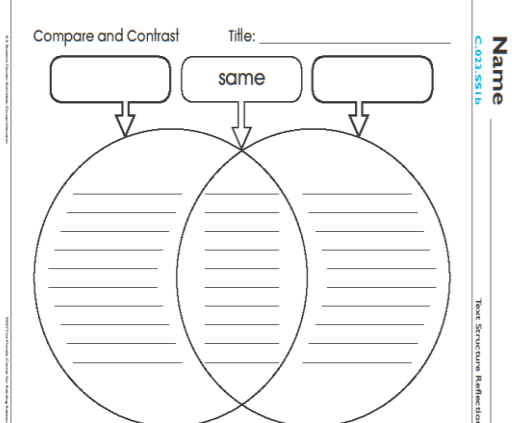 Compare and Contrast Title:
same
Name
C.023.SS1b
Text Structure Reflection